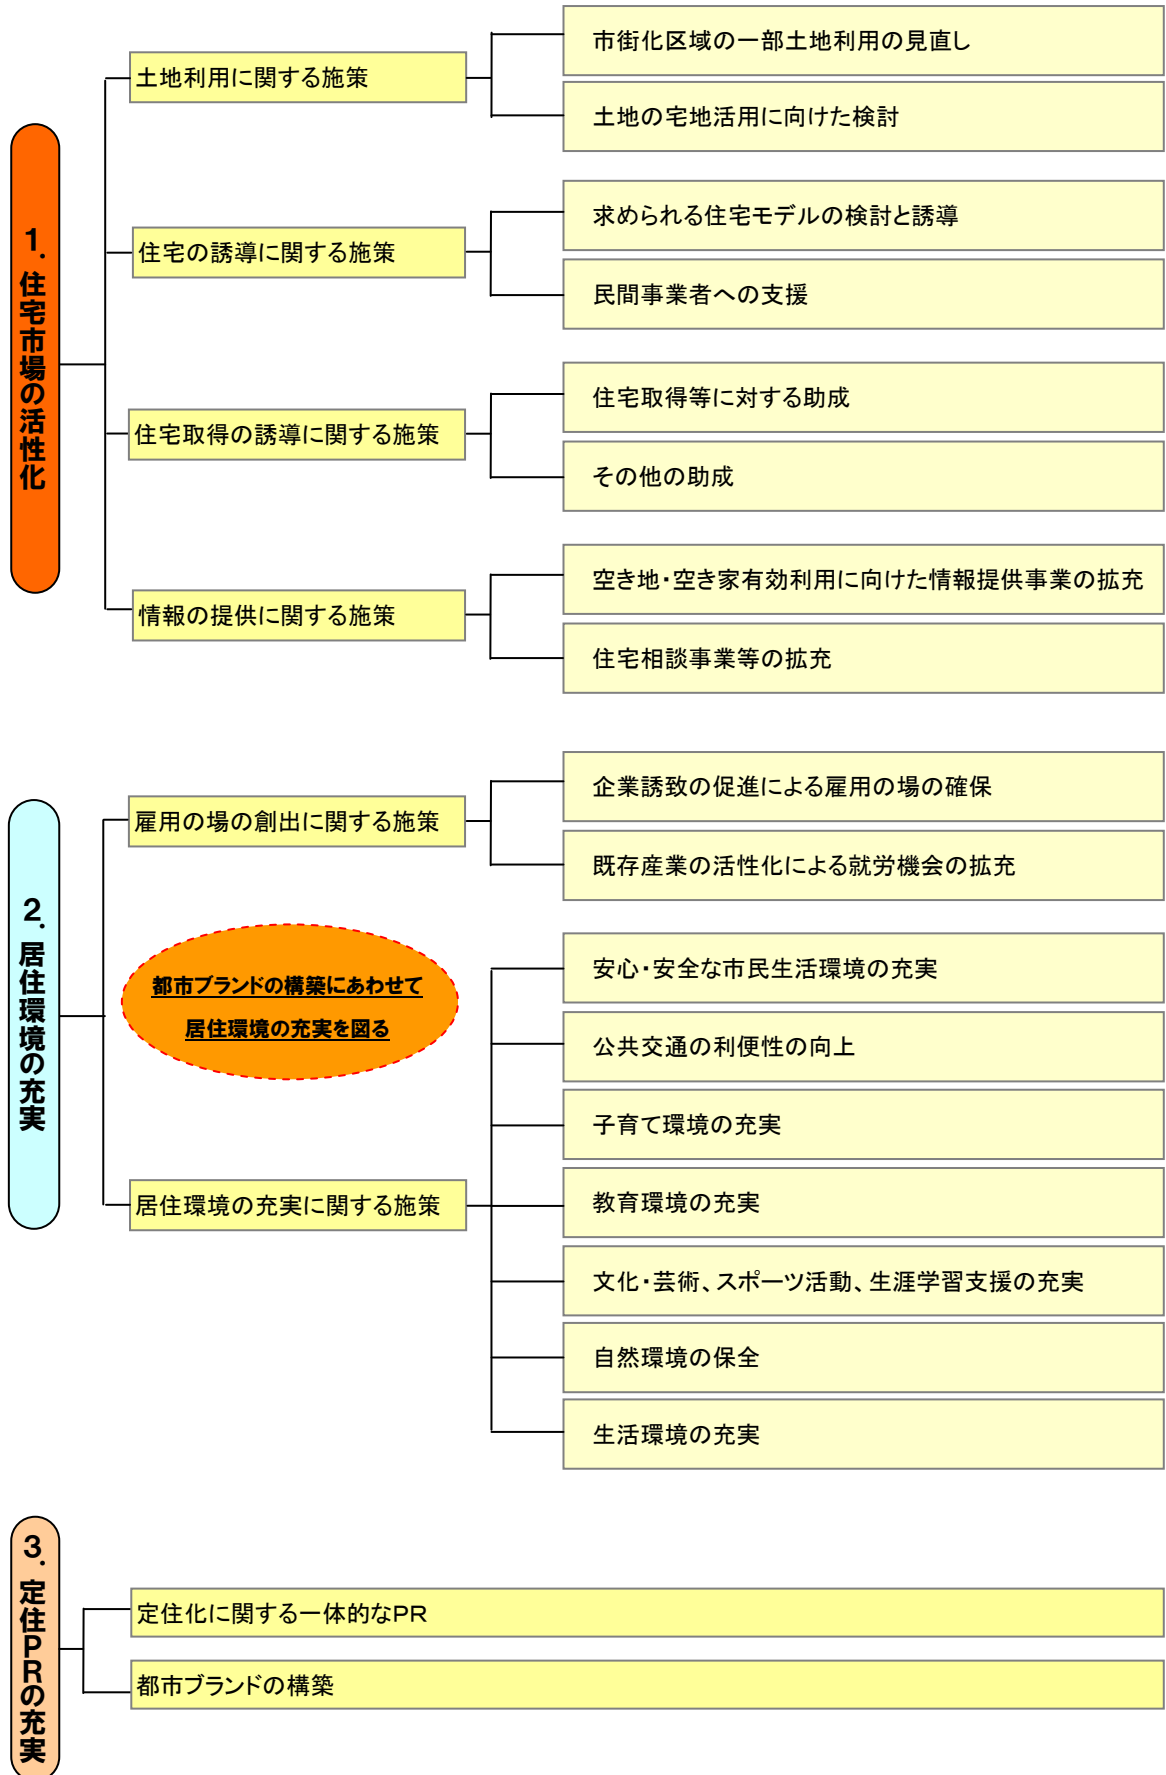 1.住宅市場の活性化
土地利用に関する施策
市街化区域の一部土地利用の見直し
土地の宅地活用に向けた検討
住宅の誘導に関する施策
求められる住宅モデルの検討と誘導
民間事業者への支援
住宅取得の誘導に関する施策
住宅取得等に対する助成
その他の助成
情報の提供に関する施策
空き地・空き家有効利用に向けた情報提供事業の拡充
住宅相談事業等の拡充
2.居住環境の充実
雇用の場の創出に関する施策
企業誘致の促進による雇用の場の確保
既存産業の活性化による就労機会の拡充
都市ブランドの構築にあわせて
居住環境の充実を図る
居住環境の充実に関する施策
安心・安全な市民生活環境の充実
公共交通の利便性の向上
子育て環境の充実
教育環境の充実
文化・芸術、スポーツ活動、生涯学習支援の充実
自然環境の保全
生活環境の充実
3.定住PRの充実
定住化に関する一体的なPR
都市ブランドの構築